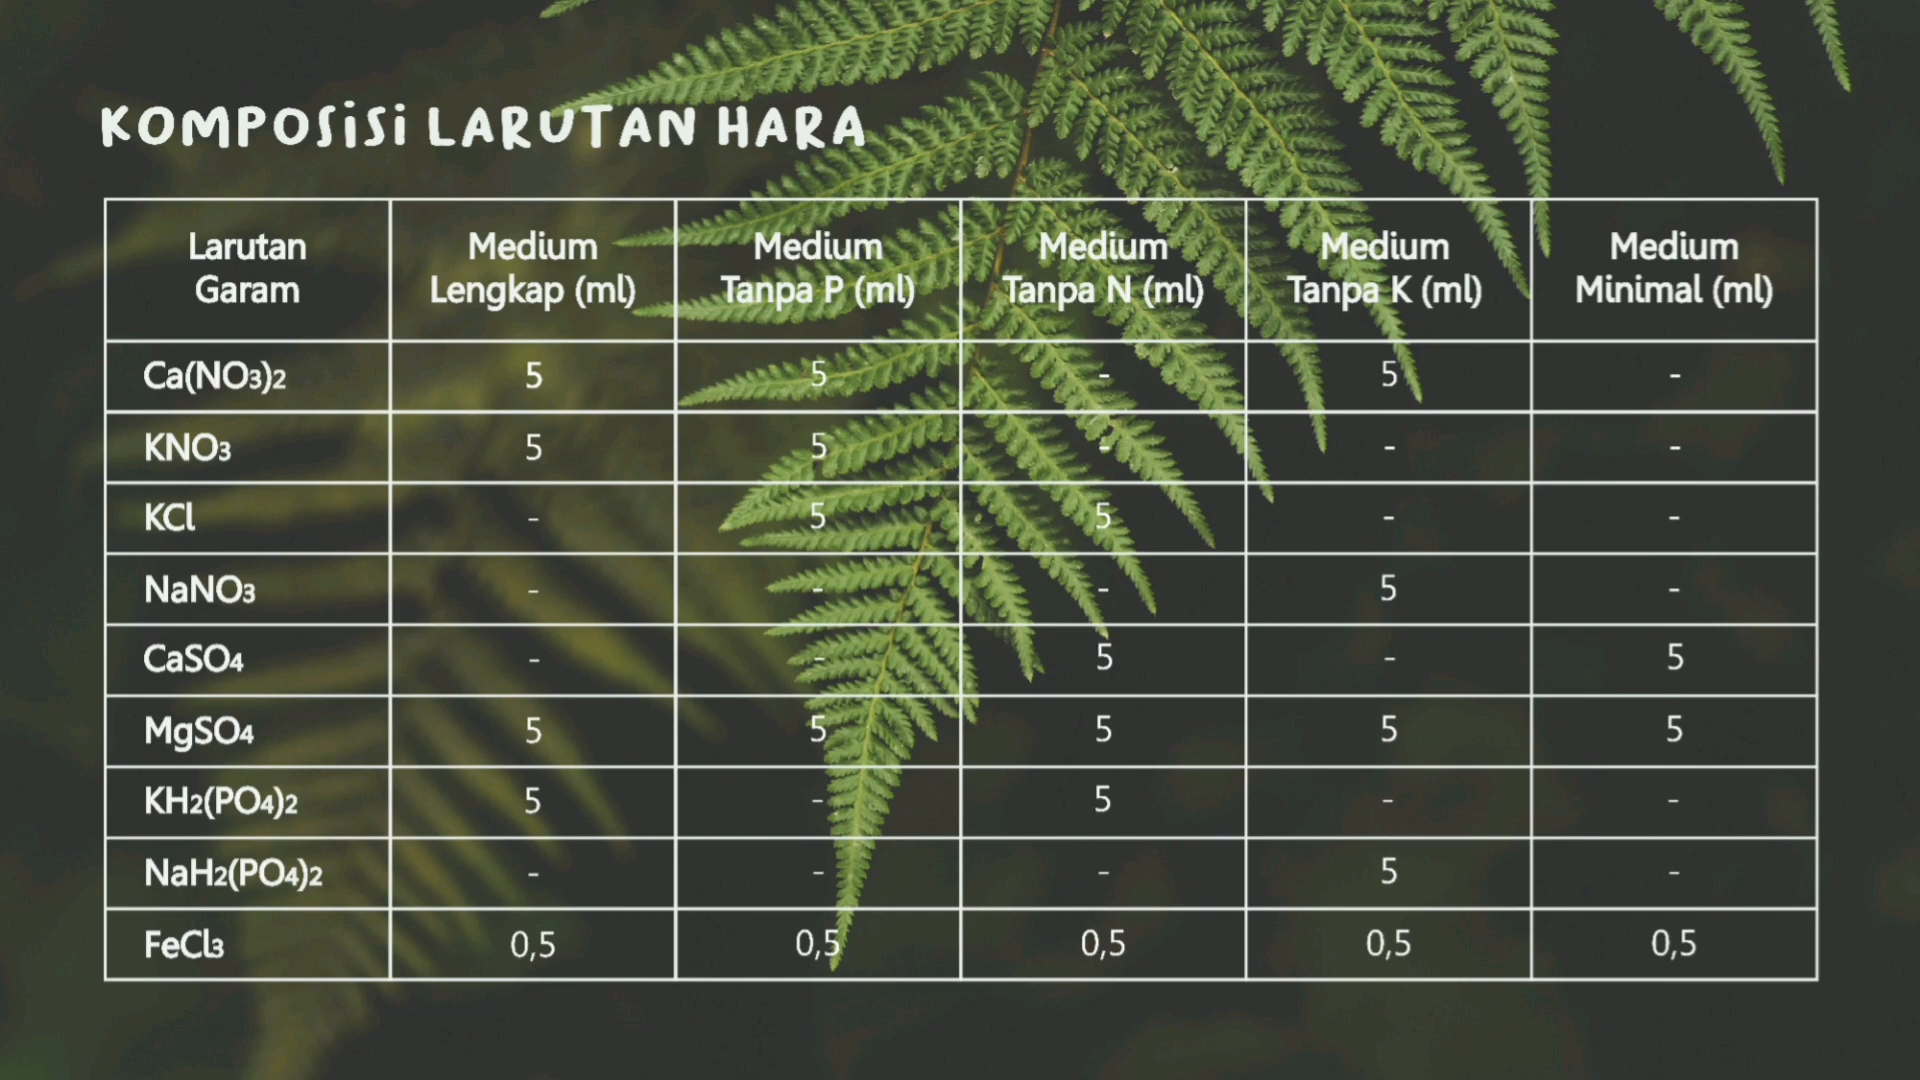 KOMPOSISI LARUTAN HARA
Larutan Garam | Medium Lengkap (ml) | Medium Tanpa P (ml) | Medium Tanpa N (ml) | Medium Tanpa K (ml) | Medium Minimal (ml)
Ca(NO3)2 | 5 | 5 | - | 5 | -
KNO3 | 5 | 5 | - | - | -
KCl | - | 5 | 5 | - | -
NaNO3 | - | - | - | 5 | -
CaSO4 | - | - | 5 | - | 5
MgSO4 | 5 | 5 | 5 | 5 | 5
KH2(PO4)2 | 5 | - | 5 | - | -
NaH2(PO4)2 | - | - | - | 5 | -
FeCl3 | 0,5 | 0,5 | 0,5 | 0,5 | 0,5